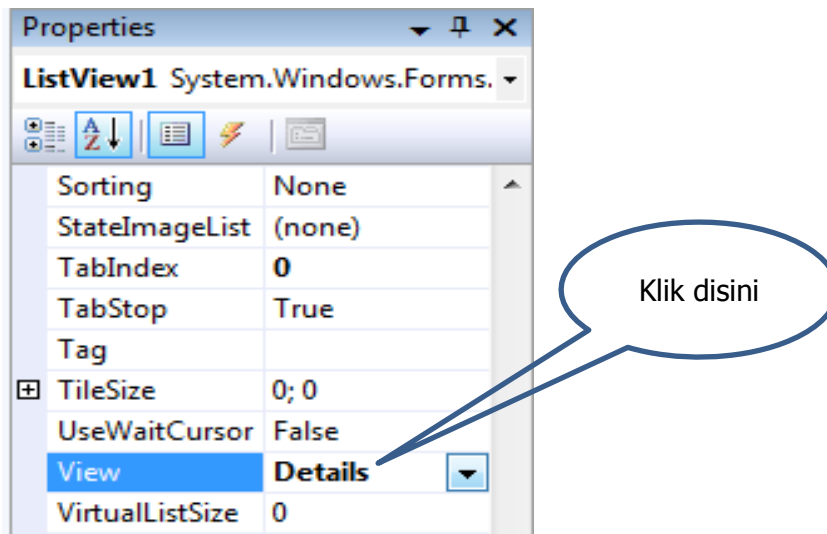 Properties
ListView1 System.Windows.Forms.
Sorting None
StateImageList (none)
TabIndex 0
TabStop True
Tag
TileSize 0; 0
UseWaitCursor False
View Details
VirtualListSize 0
Klik disini